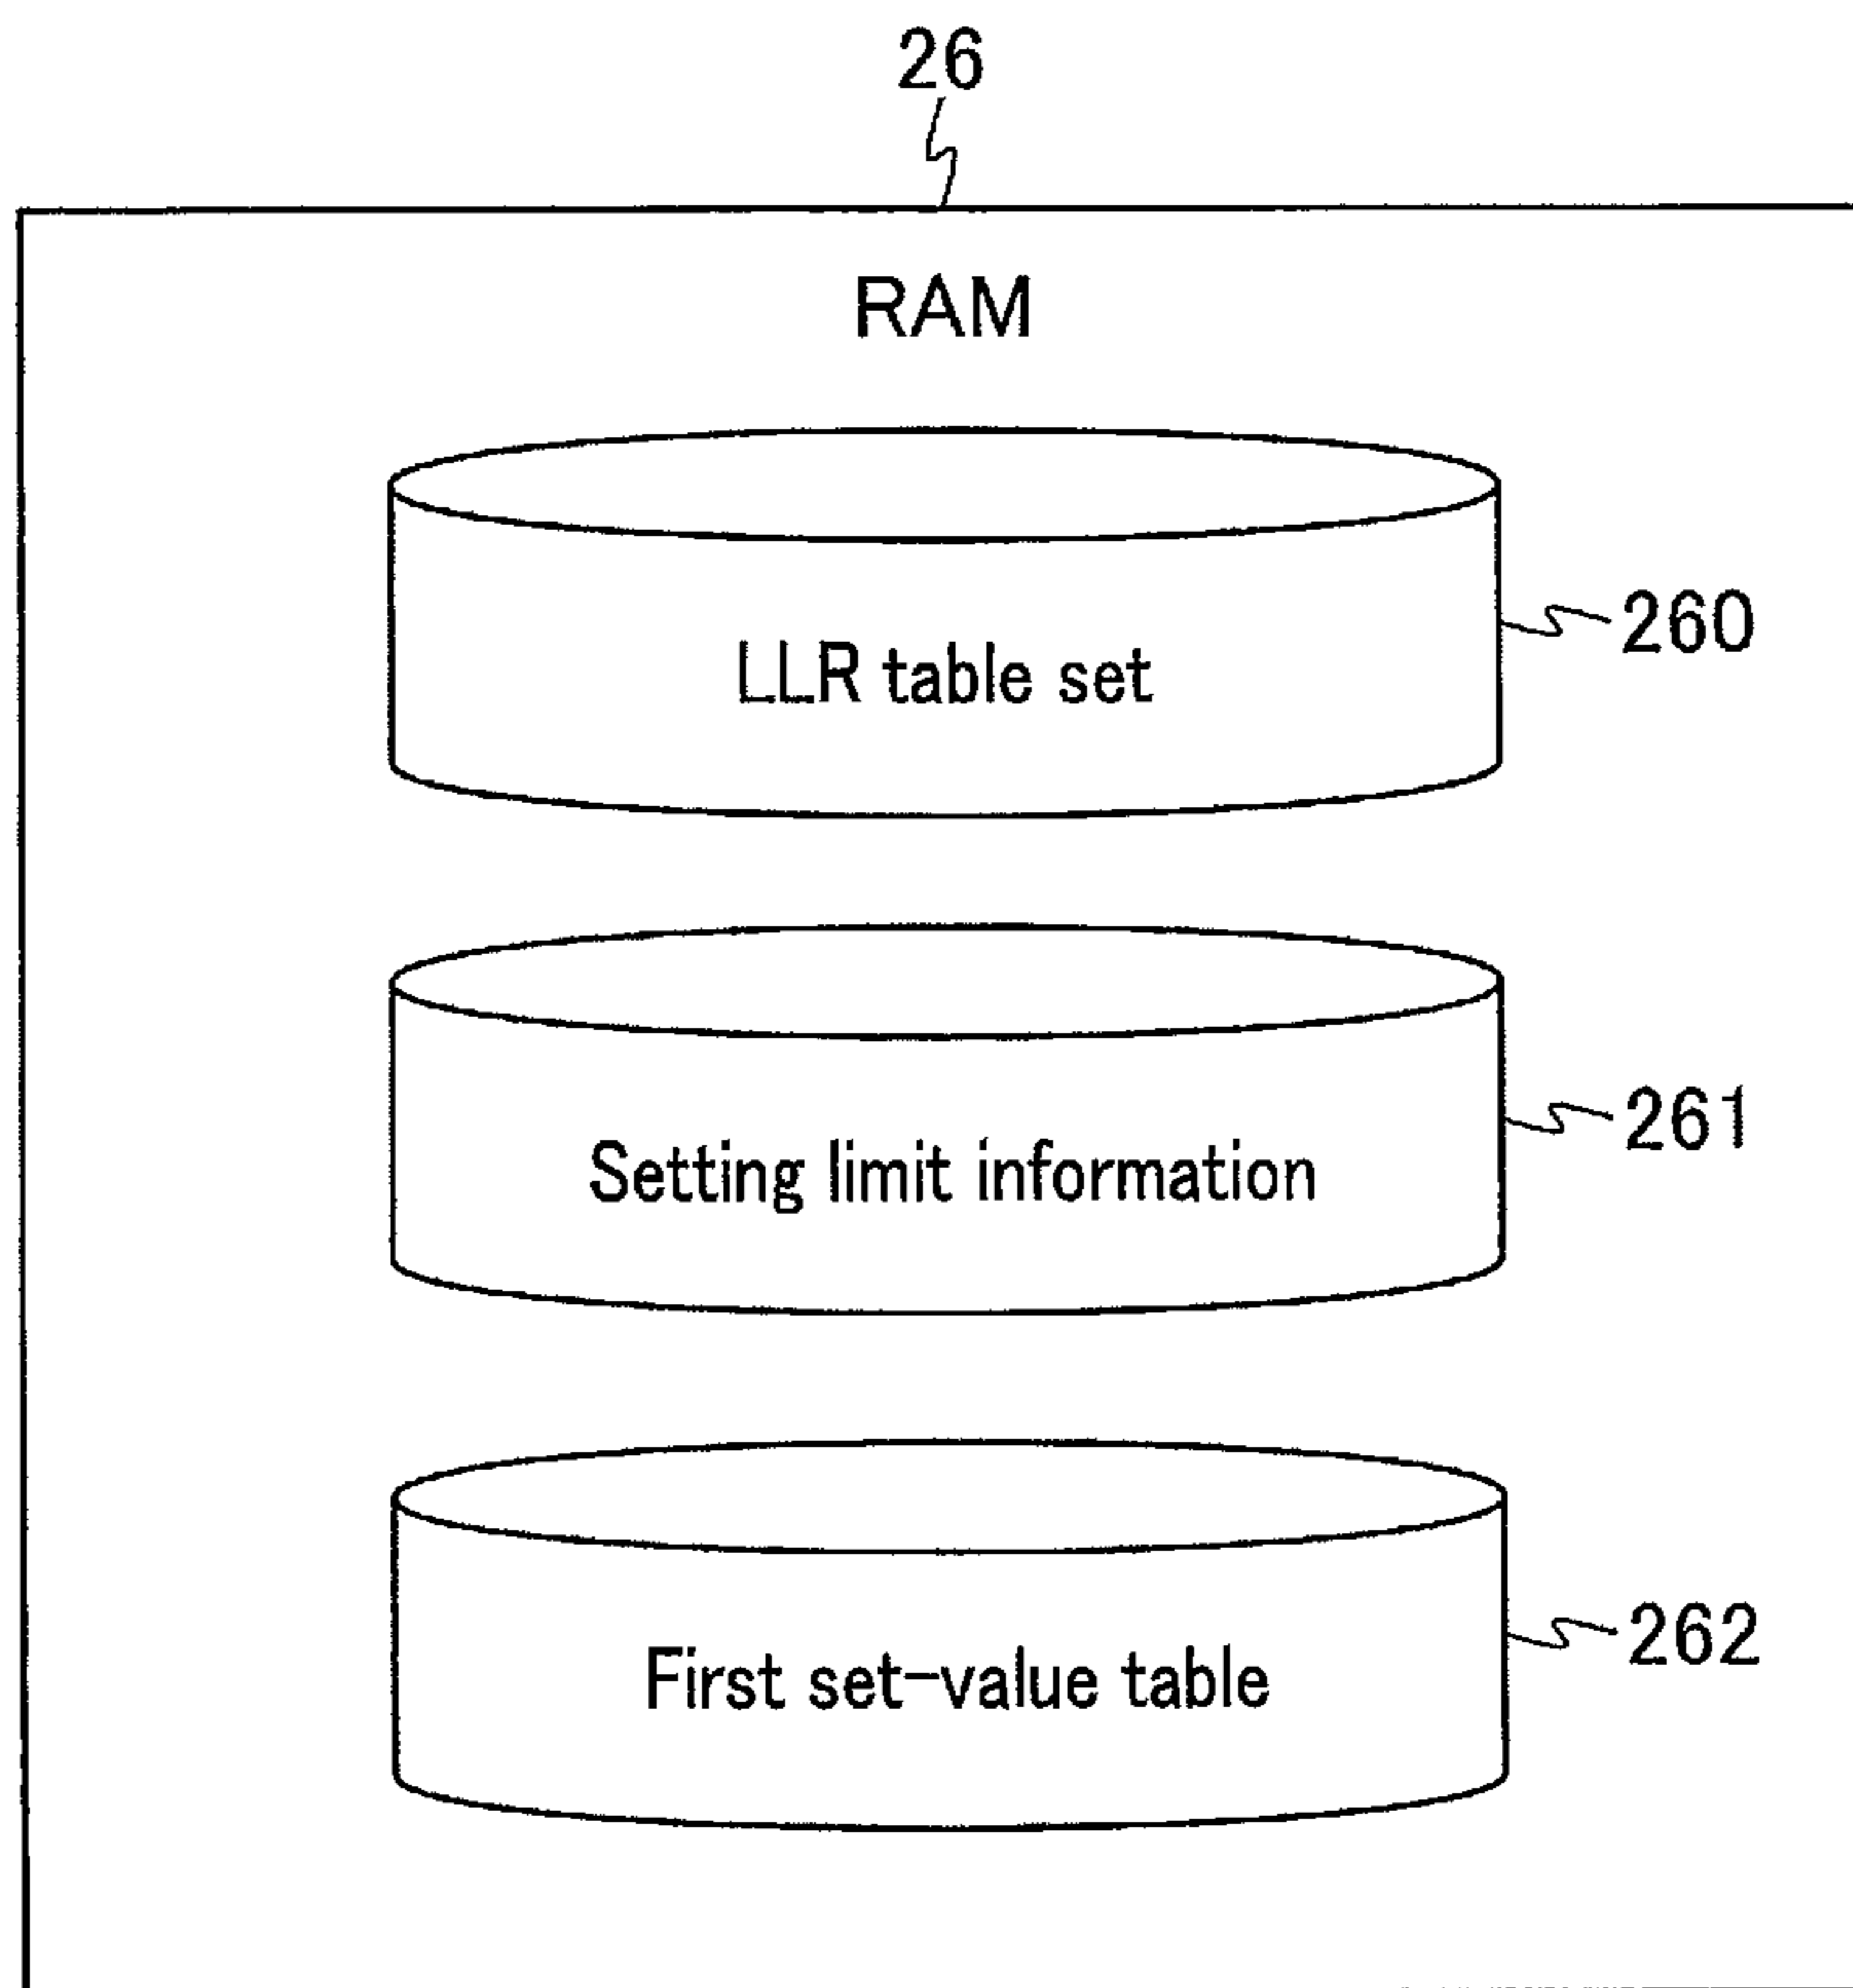 26
RAM
LLR table set
260
Setting limit information
261
First set-value table
262